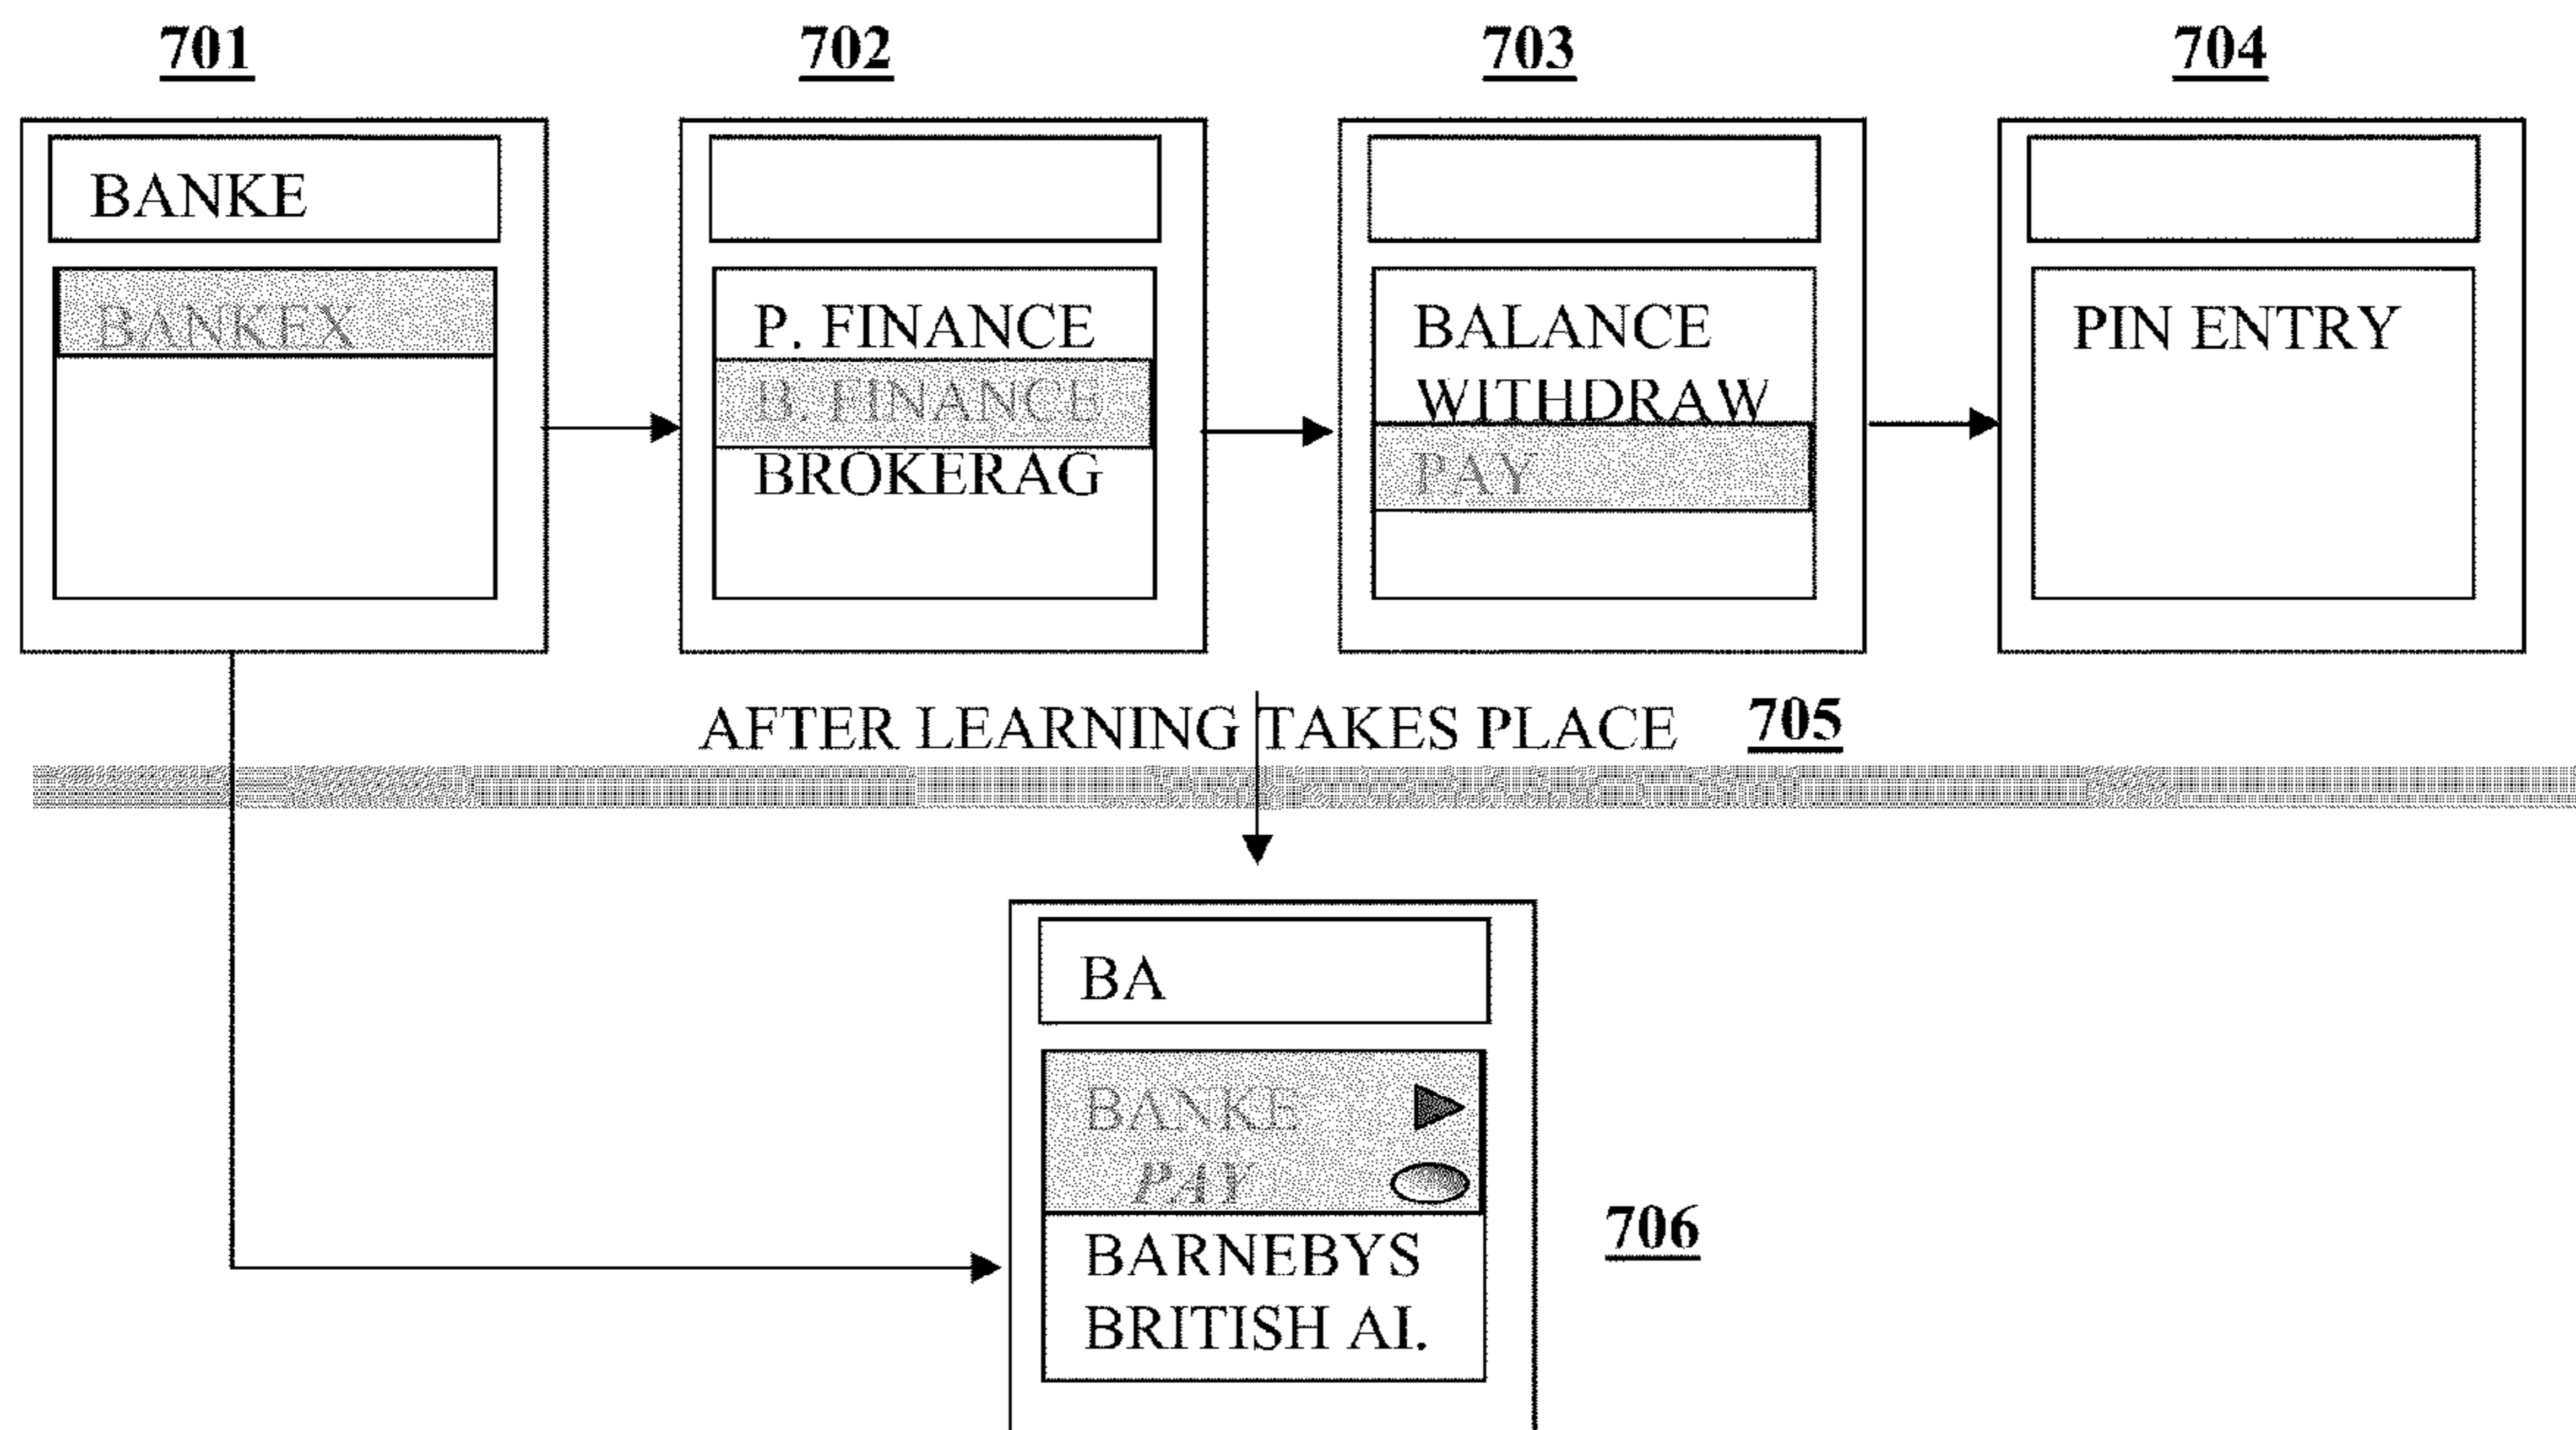 701
702
703
704
BANKE
BANKEX
P. FINANCE
B. FINANCE
BROKERAG
BALANCE
WITHDRAW
PAY
PIN ENTRY
AFTER LEARNING TAKES PLACE 705
BA
BANKE
PAY
BARNEBYS
BRITISH AI.
706